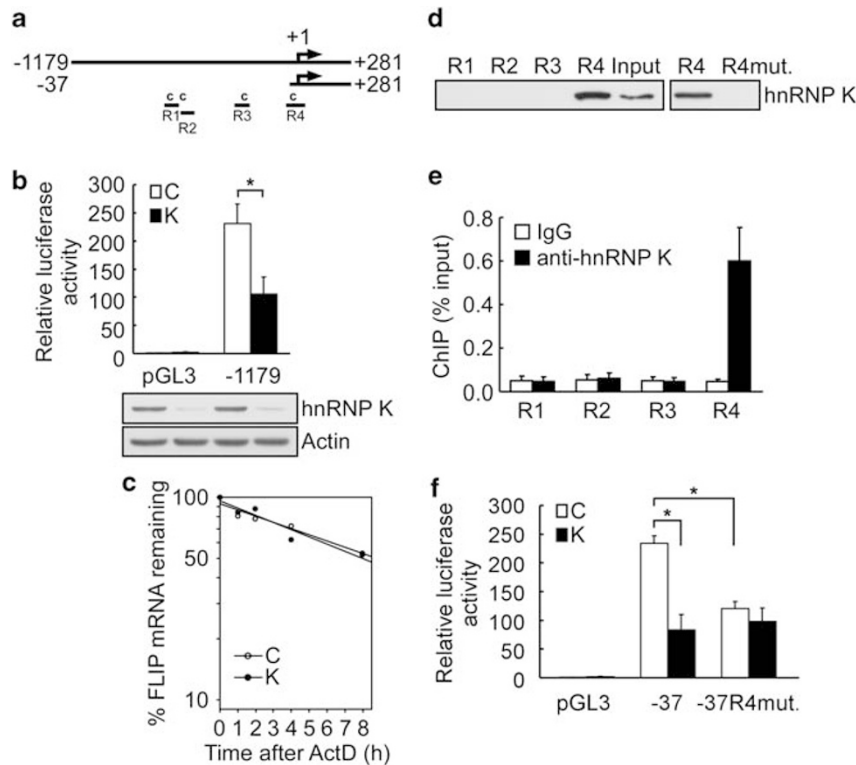 a
+1
-1179
+281
-37
+281
c c c c
R1 R2 R3 R4
b
Relative luciferase activity
300
250
200
150
100
50
0
C
K
*
pGL3 -1179
hnRNP K
Actin
c
% FLIP mRNA remaining
100
50
10
C
K
0 1 2 3 4 5 6 7 8
Time after ActD (h)
d
R1 R2 R3 R4 Input R4 R4mut.
hnRNP K
e
ChIP (% input)
0.8
0.6
0.4
0.2
0.0
IgG
anti-hnRNP K
R1 R2 R3 R4
f
Relative luciferase activity
300
250
200
150
100
50
0
C
K
*
*
pGL3 -37 -37R4mut.